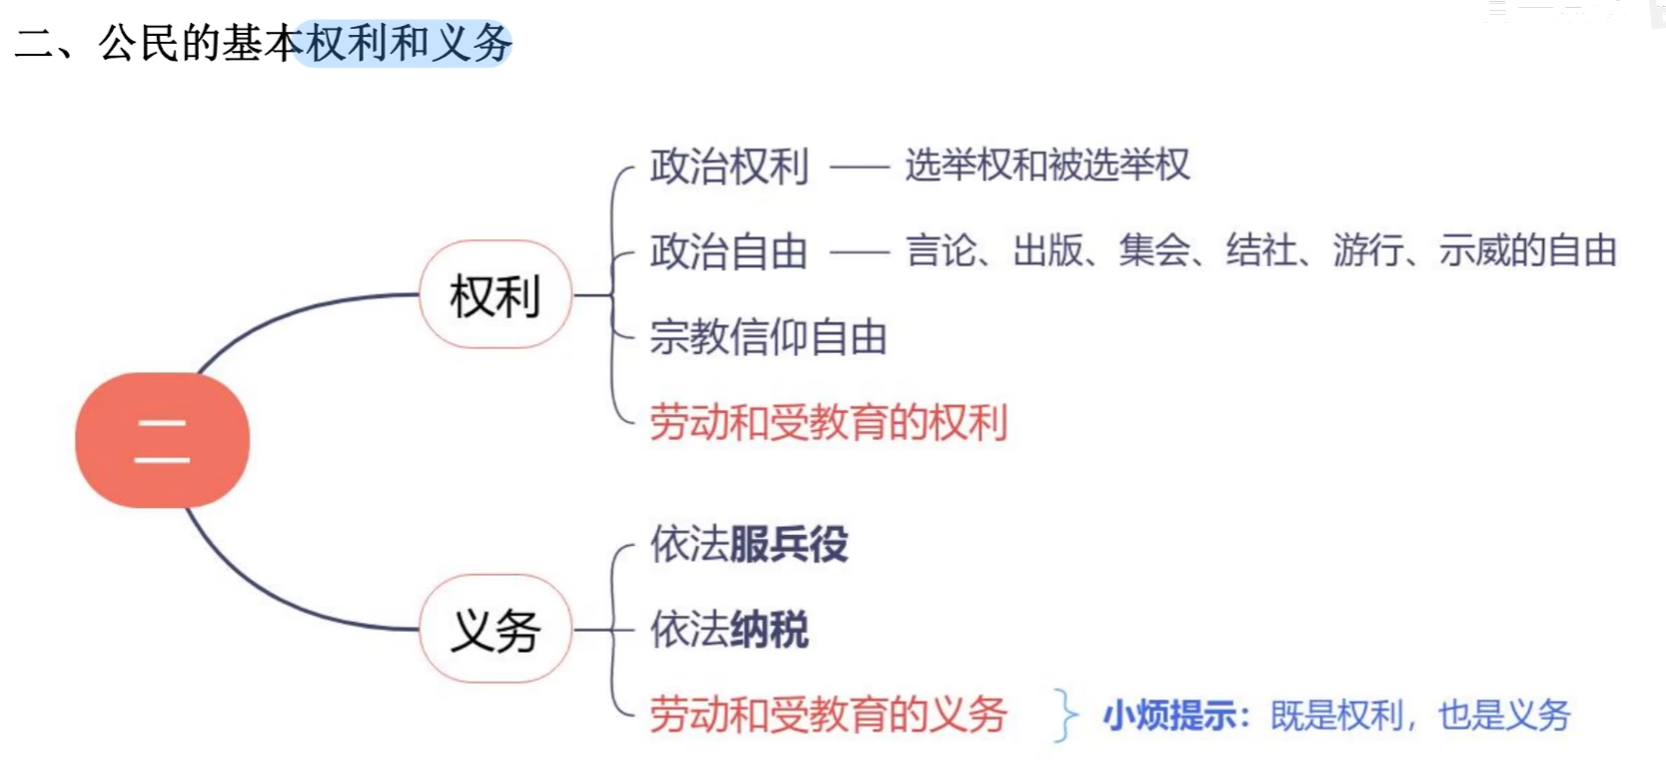 二、公民的基本权利和义务
二
权利
政治权利 选举权和被选举权
政治自由 言论、出版、集会、结社、游行、示威的自由
宗教信仰自由
劳动和受教育的权利
义务
依法服兵役
依法纳税
劳动和受教育的义务 小烦提示：既是权利，也是义务